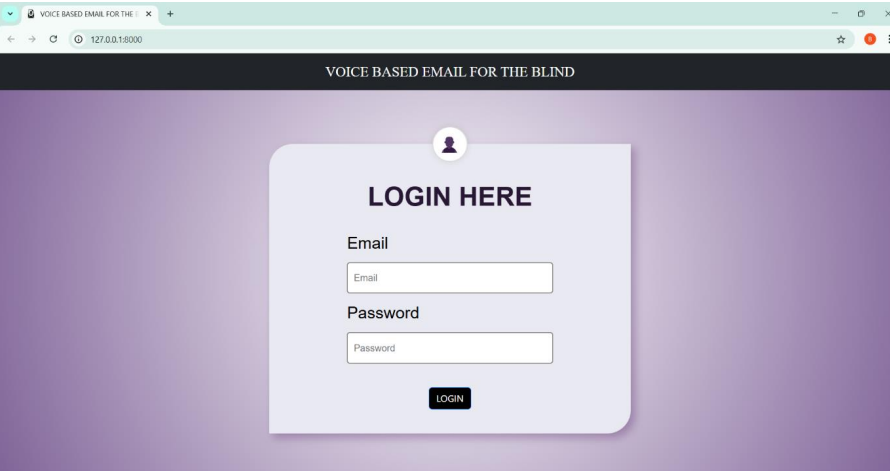 VOICE BASED EMAIL FOR THE
127.0.0.1:8000
B
VOICE BASED EMAIL FOR THE BLIND
LOGIN HERE
Email
Email
Password
Password
LOGIN